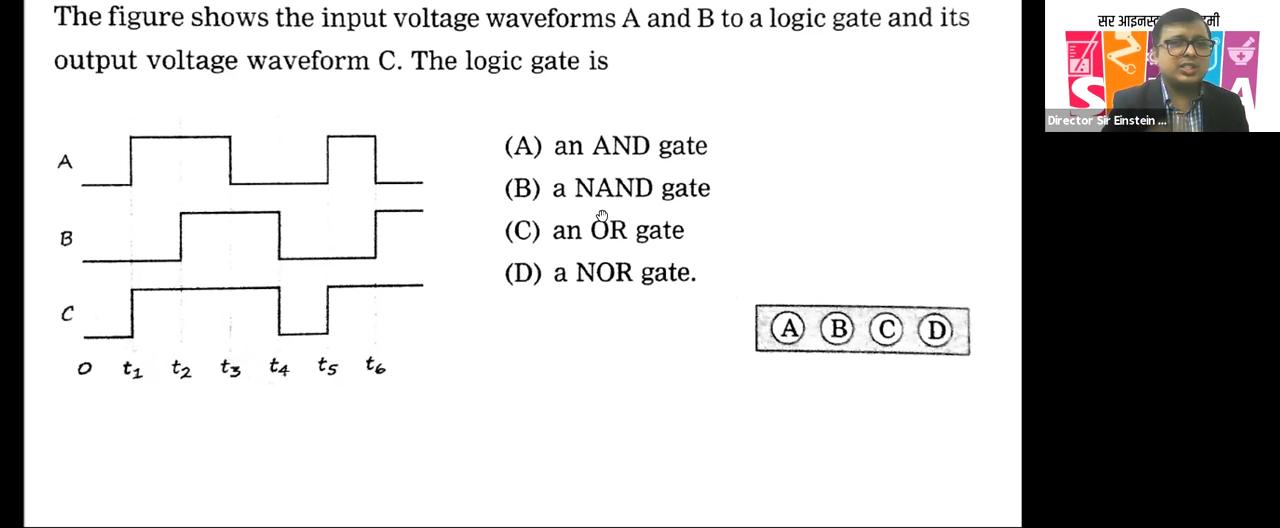 The figure shows the input voltage waveforms A and B to a logic gate and its
output voltage waveform C. The logic gate is
A
B
C
0 t1 t2 t3 t4 t5 t6
(A) an AND gate
(B) a NAND gate
(C) an OR gate
(D) a NOR gate.
A B C D
सर आइनस्
मी
S A
Director Sir Einstein ...